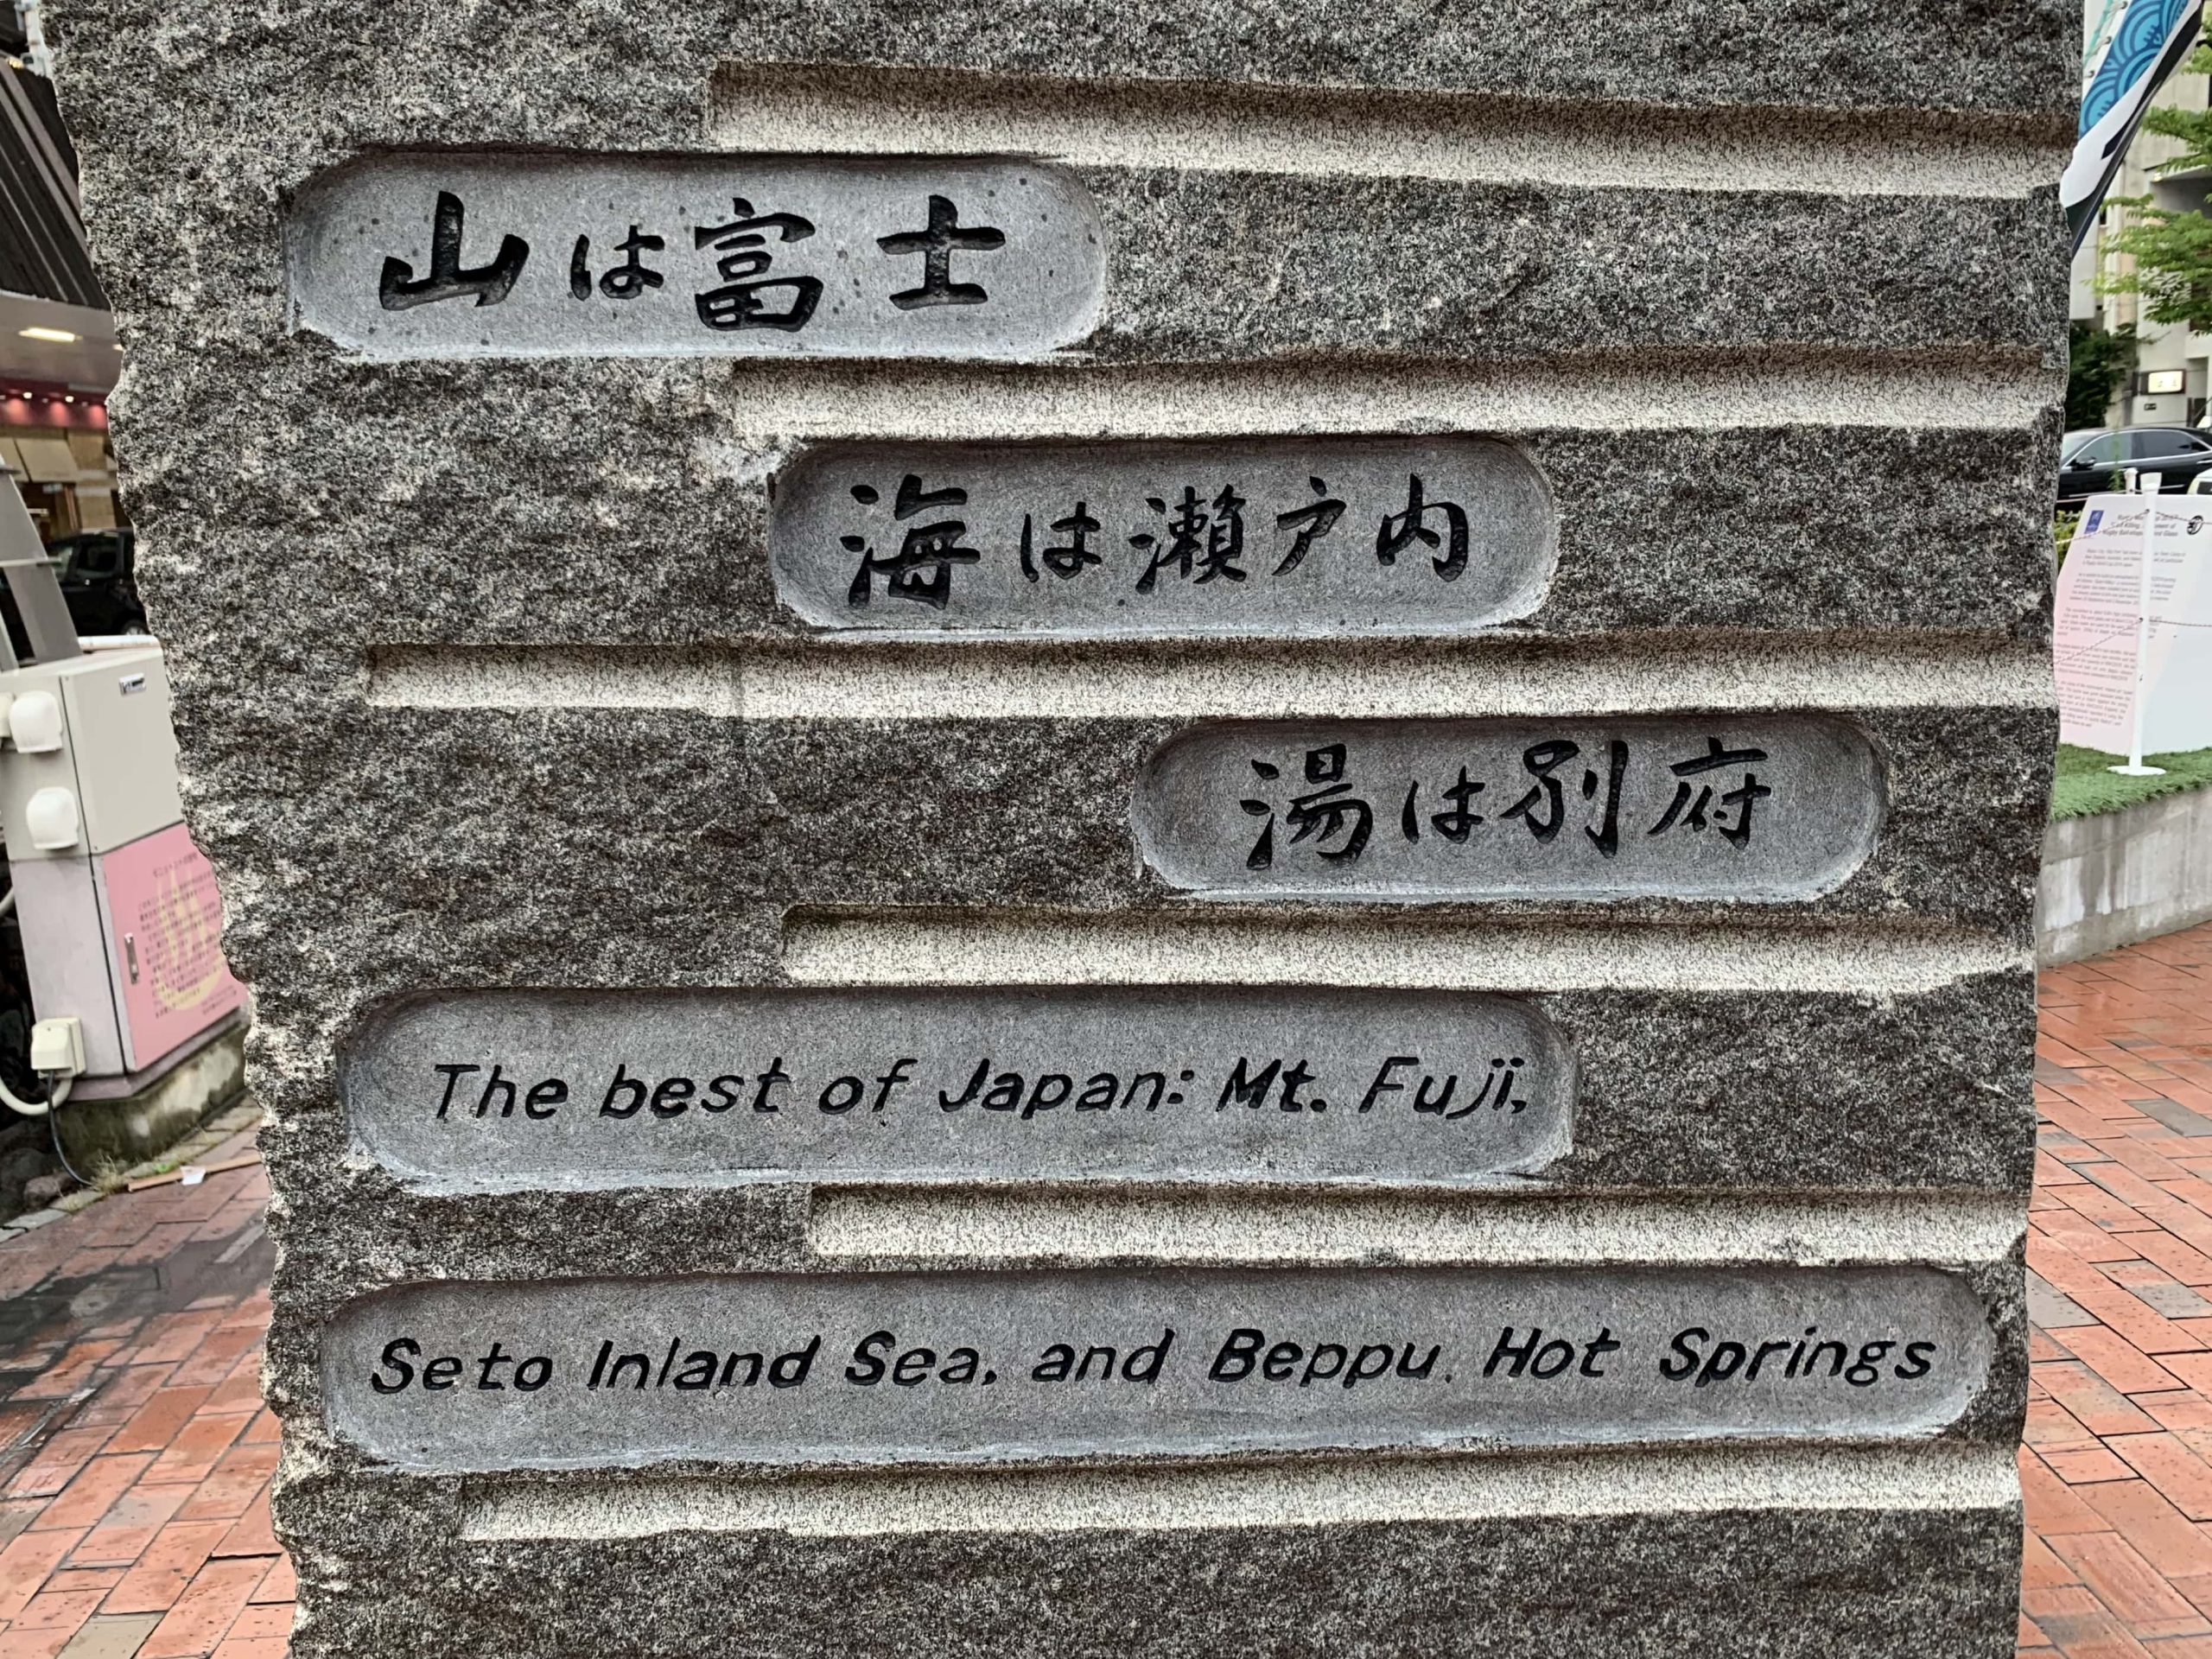 山は富士
海は瀬戸内
湯は別府
The best of Japan: Mt. Fuji,
Seto Inland Sea, and Beppu. Hot Springs